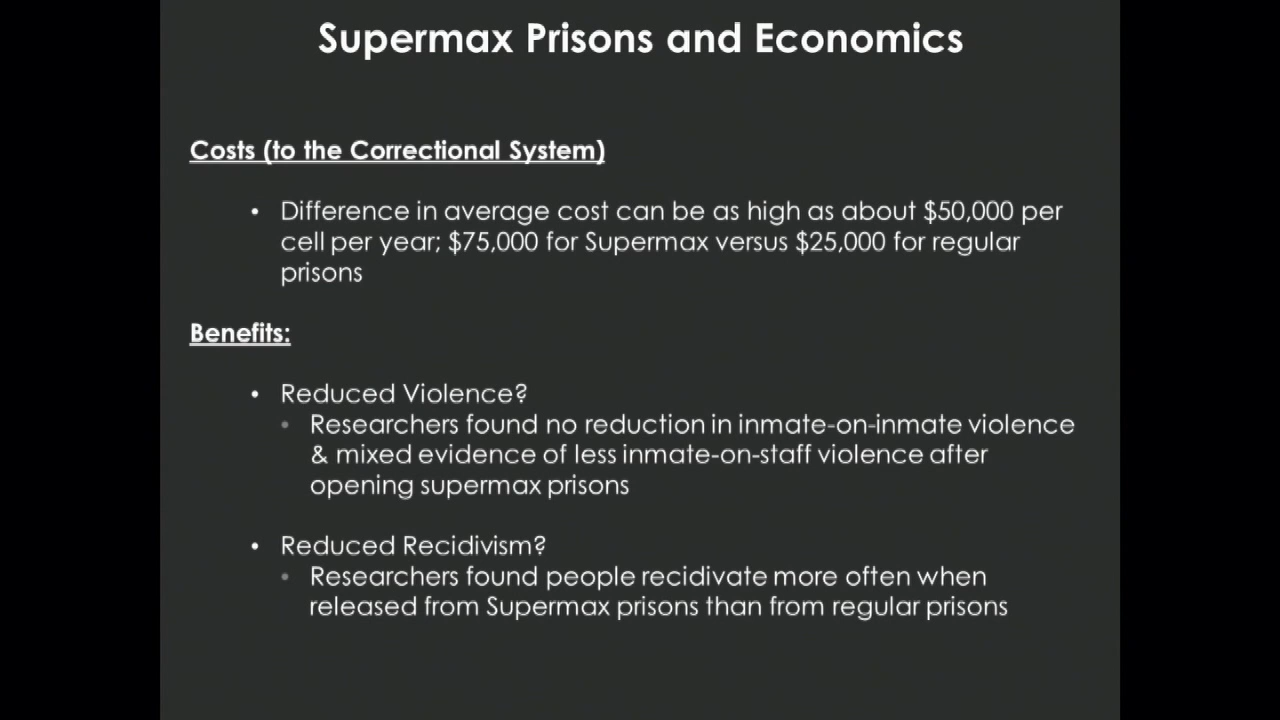 Supermax Prisons and Economics
Costs (to the Correctional System)
• Difference in average cost can be as high as about $50,000 per
cell per year; $75,000 for Supermax versus $25,000 for regular
prisons
Benefits:
• Reduced Violence?
• Researchers found no reduction in inmate-on-inmate violence
& mixed evidence of less inmate-on-staff violence after
opening supermax prisons
• Reduced Recidivism?
• Researchers found people recidivate more often when
released from Supermax prisons than from regular prisons